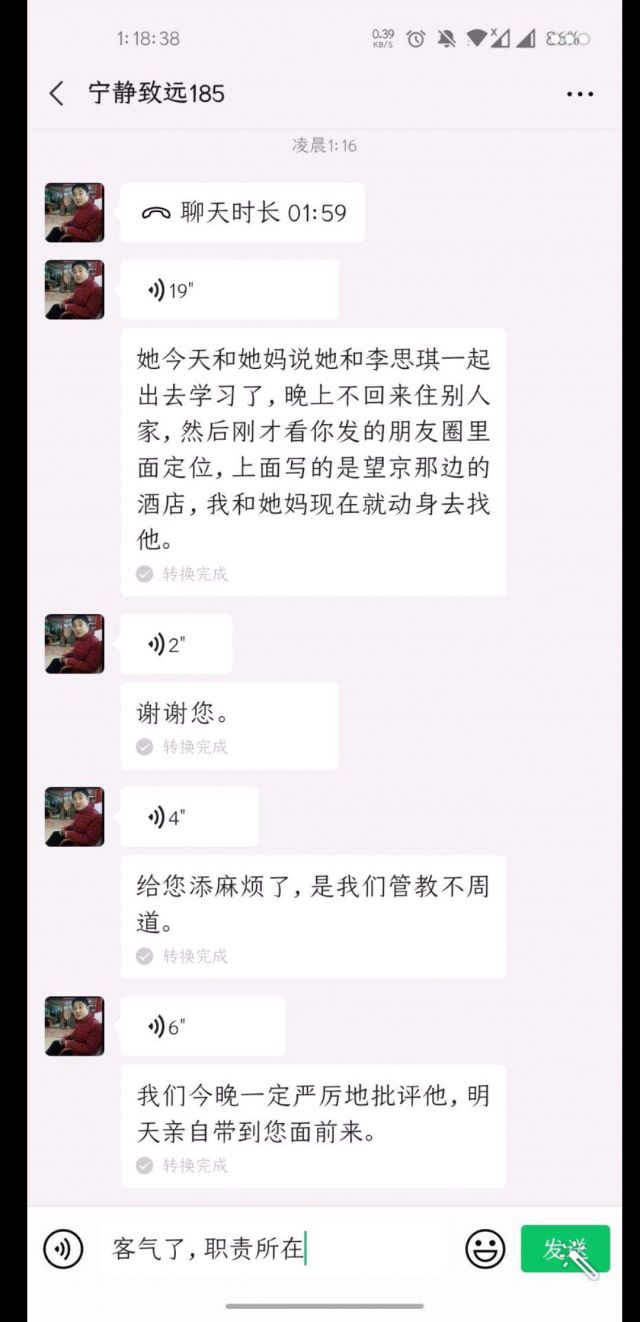 1:18:38
0.39
KB/S
宁静致远185
凌晨1:16
聊天时长 01:59
19"
她今天和她妈说她和李思琪一起
出去学习了,晚上不回来住别人
家,然后刚才看你发的朋友圈里
面定位,上面写的是望京那边的
酒店,我和她妈现在就动身去找
他。
转换完成
2"
谢谢您。
转换完成
4"
给您添麻烦了,是我们管教不周
道。
转换完成
6"
我们今晚一定严厉地批评他,明
天亲自带到您面前来。
转换完成
客气了,职责所在
发送